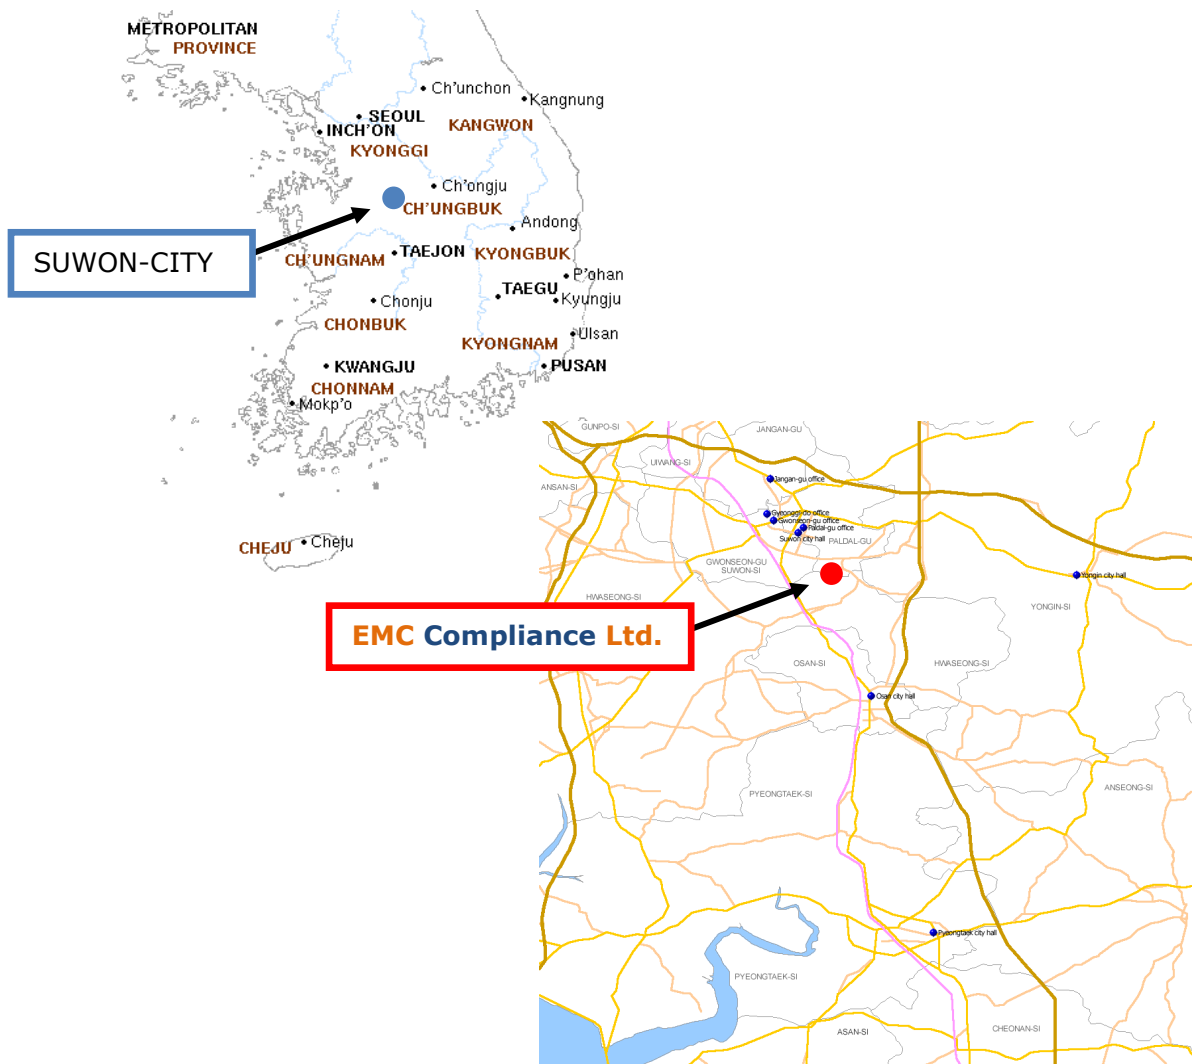 METROPOLITAN
PROVINCE
Ch'unchon
Kangnung
SEOUL
INCH'ON
KANGWON
KYONGGI
Ch'ongju
CH'UNGBUK
Andong
SUWON-CITY
CH'UNGNAM
TAEJON
KYONGBUK
P'ohan
TAEGU
Chonju
Kyungju
CHONBUK
KYONGNAM
Ulsan
KWANGJU
PUSAN
CHONNAM
Mokp'o
CHEJU
Cheju
GUNPO-SI
JANGAN-GU
UIWANG-SI
Jangan-gu office
ANSAN-SI
Gyeonggi-do office
Gwonseon-gu office
Paldal-gu office
Suwon city hall
PALDAL-GU
GWONSEON-GU
SUWON-SI
Yongin city hall
HWASEONG-SI
YONGIN-SI
EMC Compliance Ltd.
OSAN-SI
HWASEONG-SI
Osan city hall
PYEONGTAEK-SI
ANSEONG-SI
Pyeongtaek city hall
PYEONGTAEK-SI
ASAN-SI
CHEONAN-SI